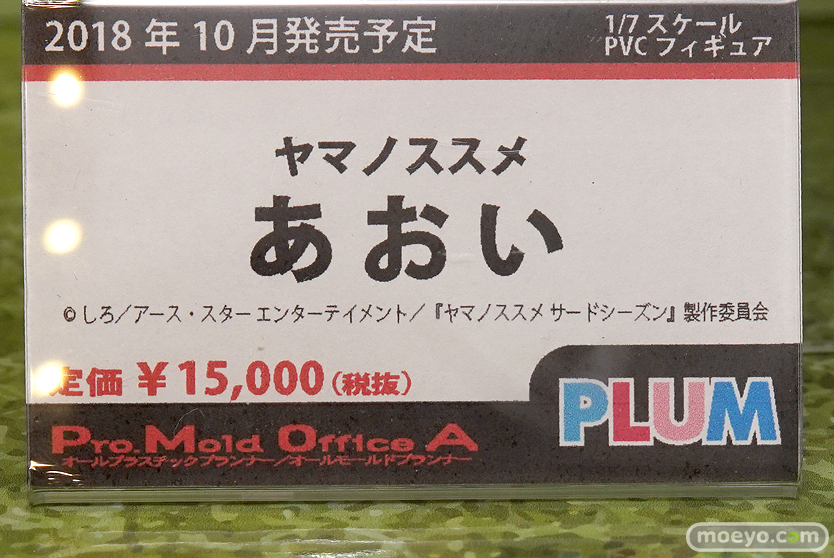 2018 年 10 月発売予定
1/7 スケール
PVC フィギュア
ヤマノススメ
あおい
© しろ／アース・スター エンターテイメント／『ヤマノススメ サードシーズン』製作委員会
定価 ¥ 15,000 (税抜)
PLUM
Pro.Mold Office A
オールプラスチックプランナー／オールモールドプランナー
moeyo.com